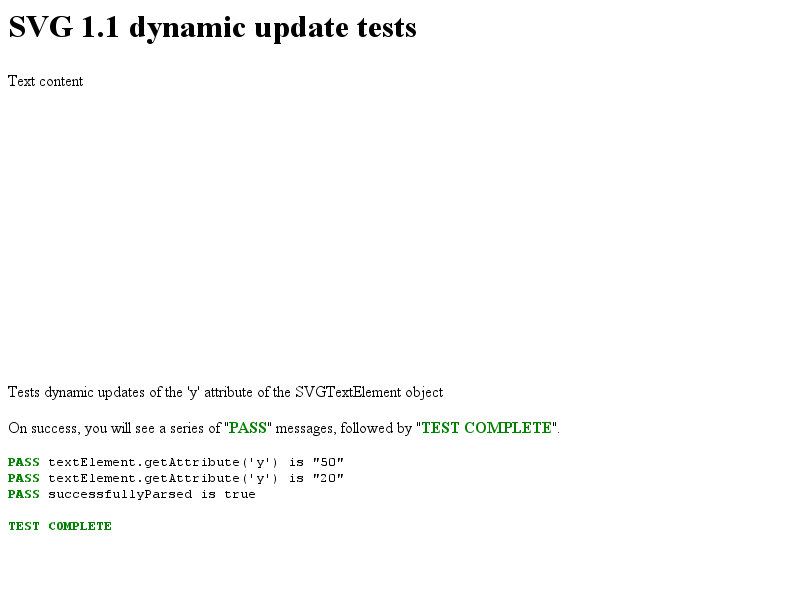 SVG 1.1 dynamic update tests
Text content
Tests dynamic updates of the 'y' attribute of the SVGTextElement object
On success, you will see a series of "PASS" messages, followed by "TEST COMPLETE".
PASS textElement.getAttribute('y') is "50"
PASS textElement.getAttribute('y') is "20"
PASS successfullyParsed is true
TEST COMPLETE